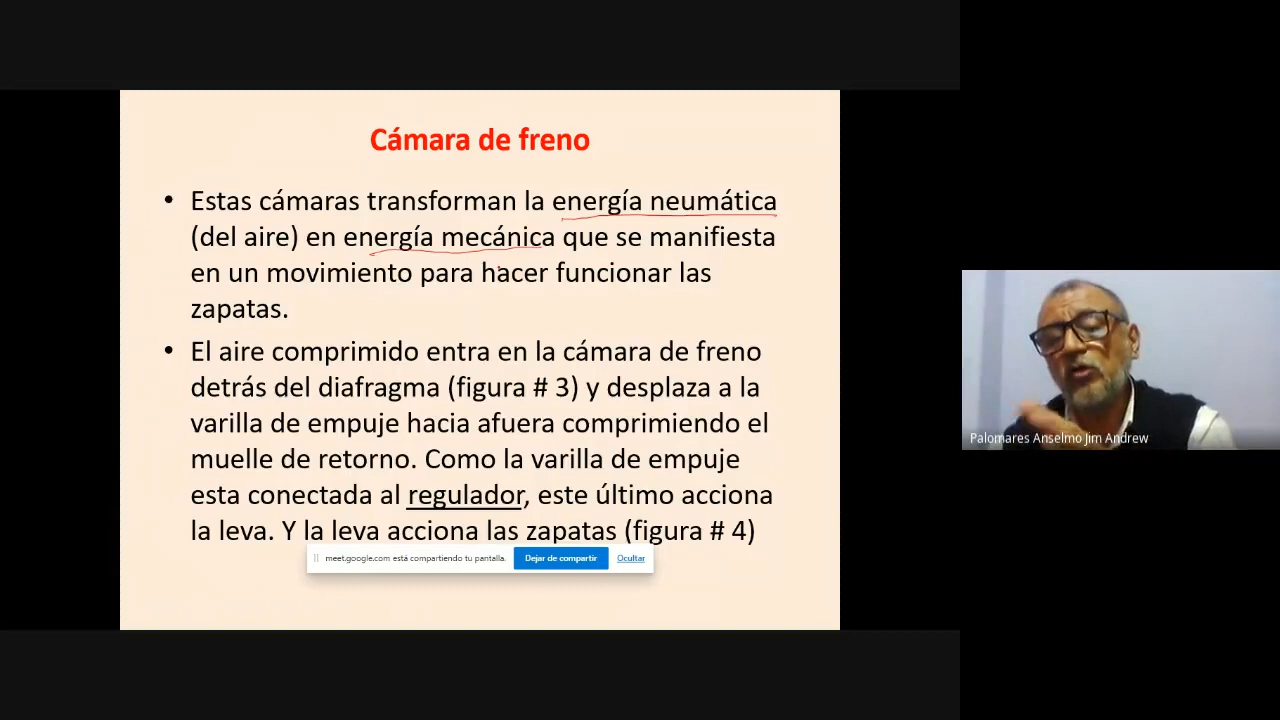 Cámara de freno
• Estas cámaras transforman la energía neumática
(del aire) en energía mecánica que se manifiesta
en un movimiento para hacer funcionar las
zapatas.
• El aire comprimido entra en la cámara de freno
detrás del diafragma (figura # 3) y desplaza a la
varilla de empuje hacia afuera comprimiendo el
muelle de retorno. Como la varilla de empuje
esta conectada al regulador, este último acciona
la leva. Y la leva acciona las zapatas (figura # 4)
meet.google.com está compartiendo tu pantalla. Dejar de compartir Ocultar
Palomares Anselmo Jim Andrew